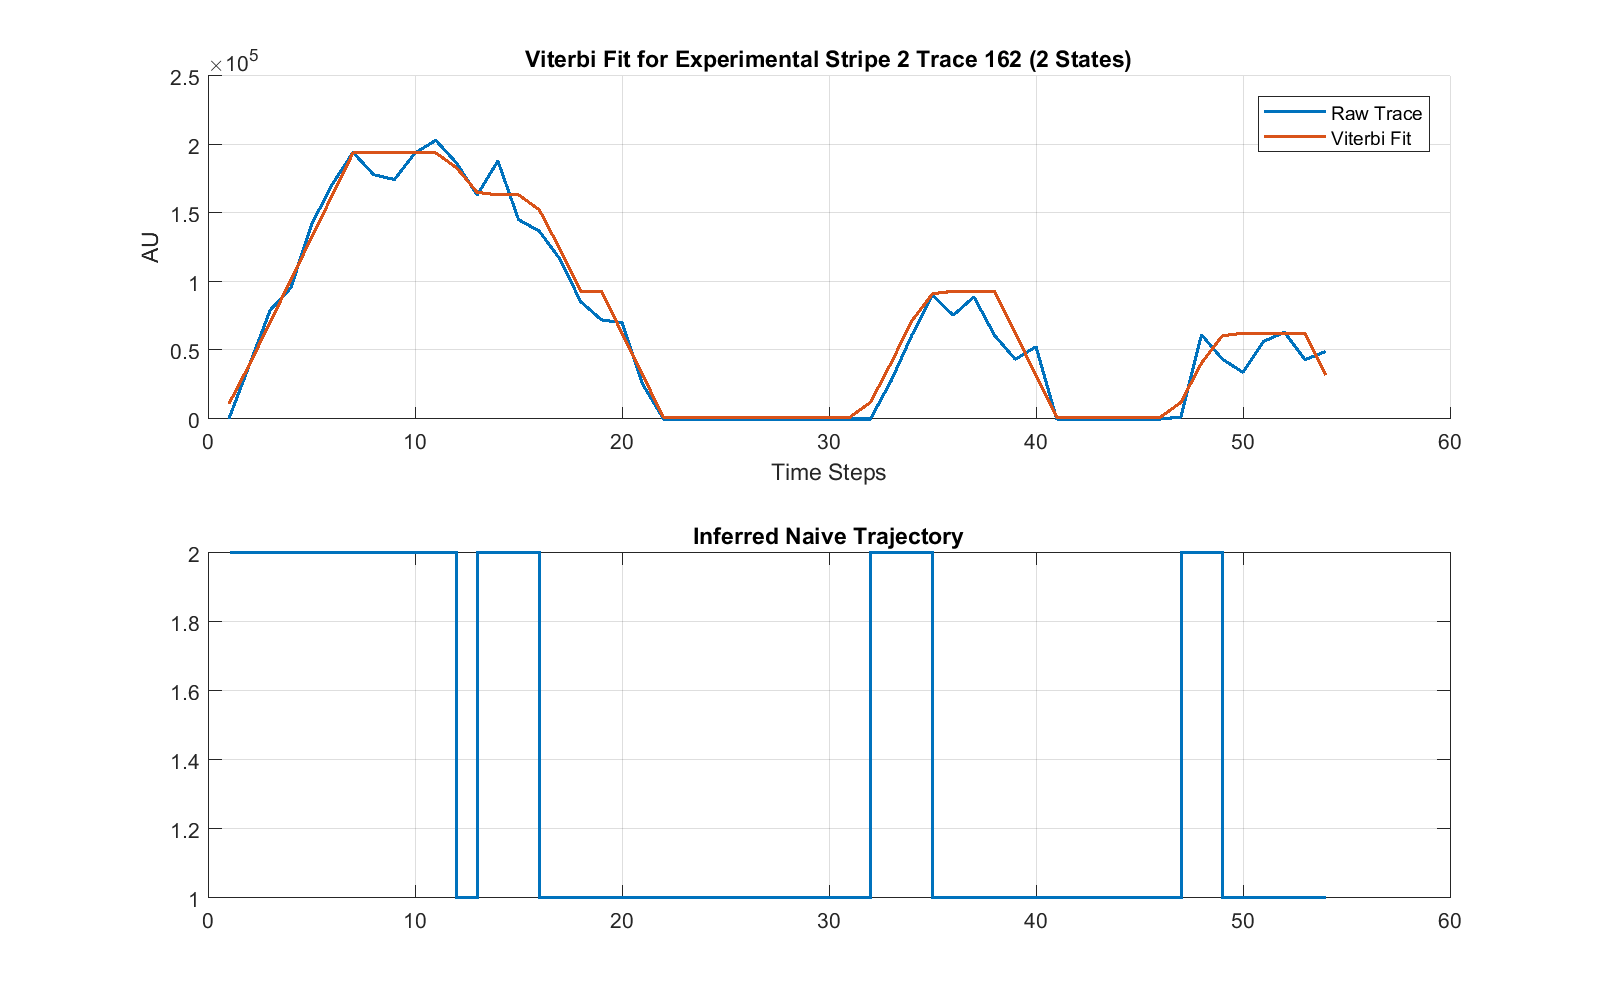 Viterbi Fit for Experimental Stripe 2 Trace 162 (2 States)
×10^5
2.5
2
1.5
1
0.5
0
AU
Raw Trace
Viterbi Fit
0 10 20 30 40 50 60
Time Steps
Inferred Naive Trajectory
2
1.8
1.6
1.4
1.2
1
0 10 20 30 40 50 60